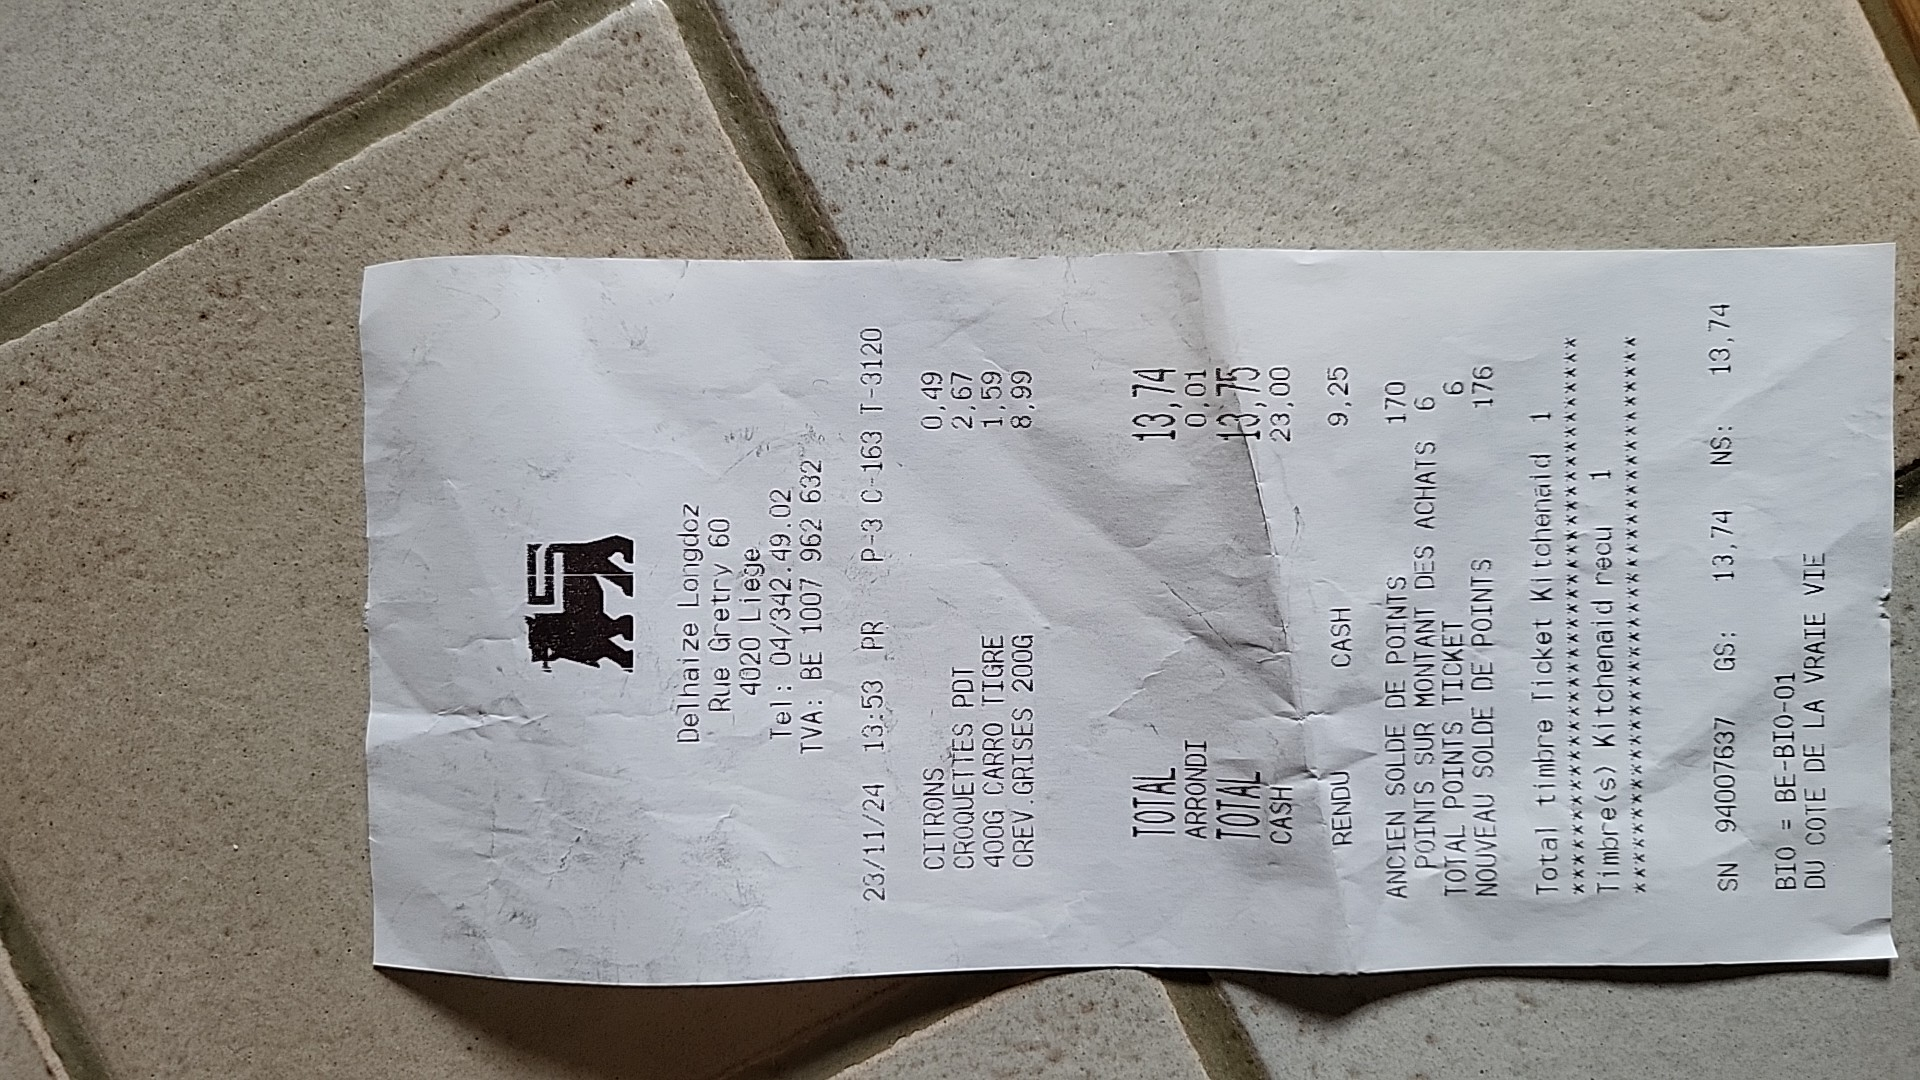 Delhaize Longdoz
Rue Gretry 60
4020 Liege
Tel: 04/342.49.02
TVA: BE 1007 962 632
23/11/24 13:53 PR P-3 C-163 T-3120
CITRONS 0,49
CROQUETTES PDT 2,67
400G CARRO TIGRE 1,59
CREV.GRISES 200G 8,99
TOTAL 13,74
ARRONDI 0,01
TOTAL 13,75
CASH 23,00
RENDU CASH 9,25
ANCIEN SOLDE DE POINTS 170
POINTS SUR MONTANT DES ACHATS 6
TOTAL POINTS TICKET 6
NOUVEAU SOLDE DE POINTS 176
Total timbre Ticket Kitchenaid 1
****************************************
Timbre(s) Kitchenaid recu 1
****************************************
SN 94007637 GS: 13,74 NS: 13,74
BIO = BE-BIO-01
DU COTE DE LA VRAIE VIE